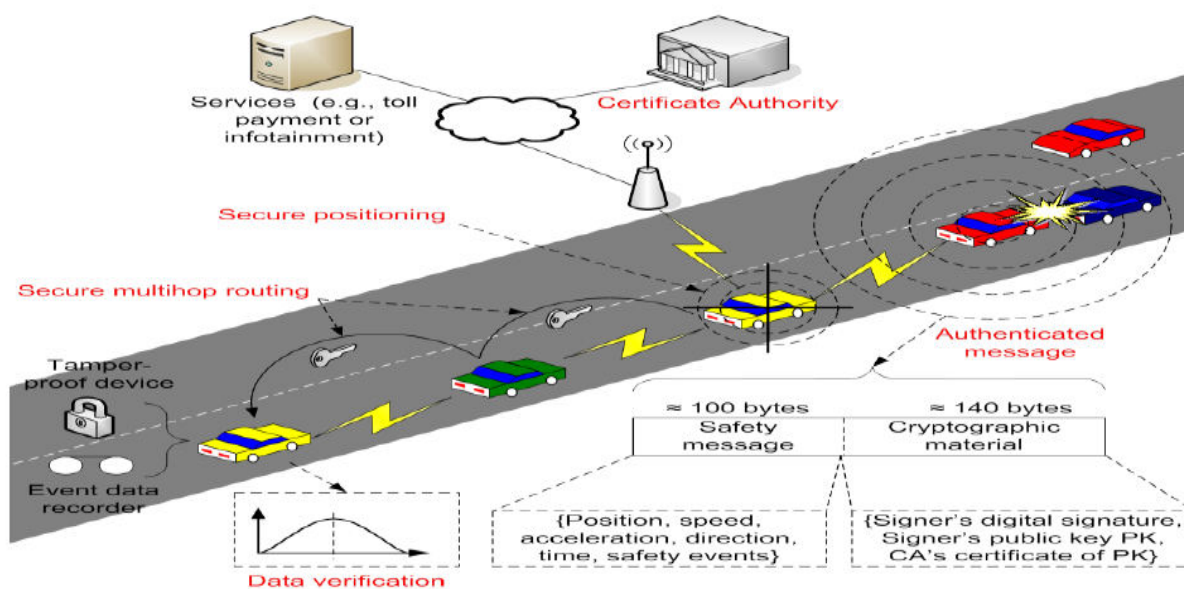 Services (e.g., toll
payment or
infotainment)
Certificate Authority
Secure positioning
Secure multihop routing
Tamper-
proof device
Event data
recorder
Data verification
Authenticated
message
≈ 100 bytes
≈ 140 bytes
Safety
message
Cryptographic
material
{Position, speed,
acceleration, direction,
time, safety events}
{Signer's digital signature,
Signer's public key PK,
CA's certificate of PK}